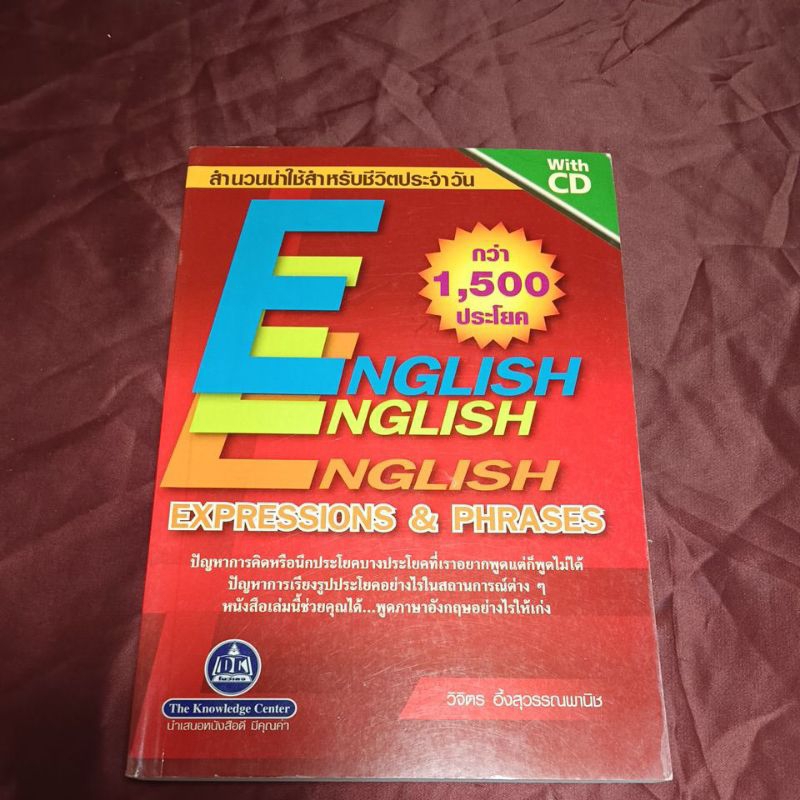 สำนวนน่าใช้สำหรับชีวิตประจำวัน
With
CD
กว่า
1,500
ประโยค
ENGLISH
ENGLISH
ENGLISH
EXPRESSIONS & PHRASES
ปัญหาการคิดหรือนึกประโยคบางประโยคที่เราอยากพูดแต่ก็พูดไม่ได้
ปัญหาการเรียงรูปประโยคอย่างไรในสถานการณ์ต่าง ๆ
หนังสือเล่มนี้ช่วยคุณได้...พูดภาษาอังกฤษอย่างไรให้เก่ง
DK
The Knowledge Center
นำเสนอหนังสือดี มีคุณค่า
วิจิตร อึ้งสุวรรณพานิช